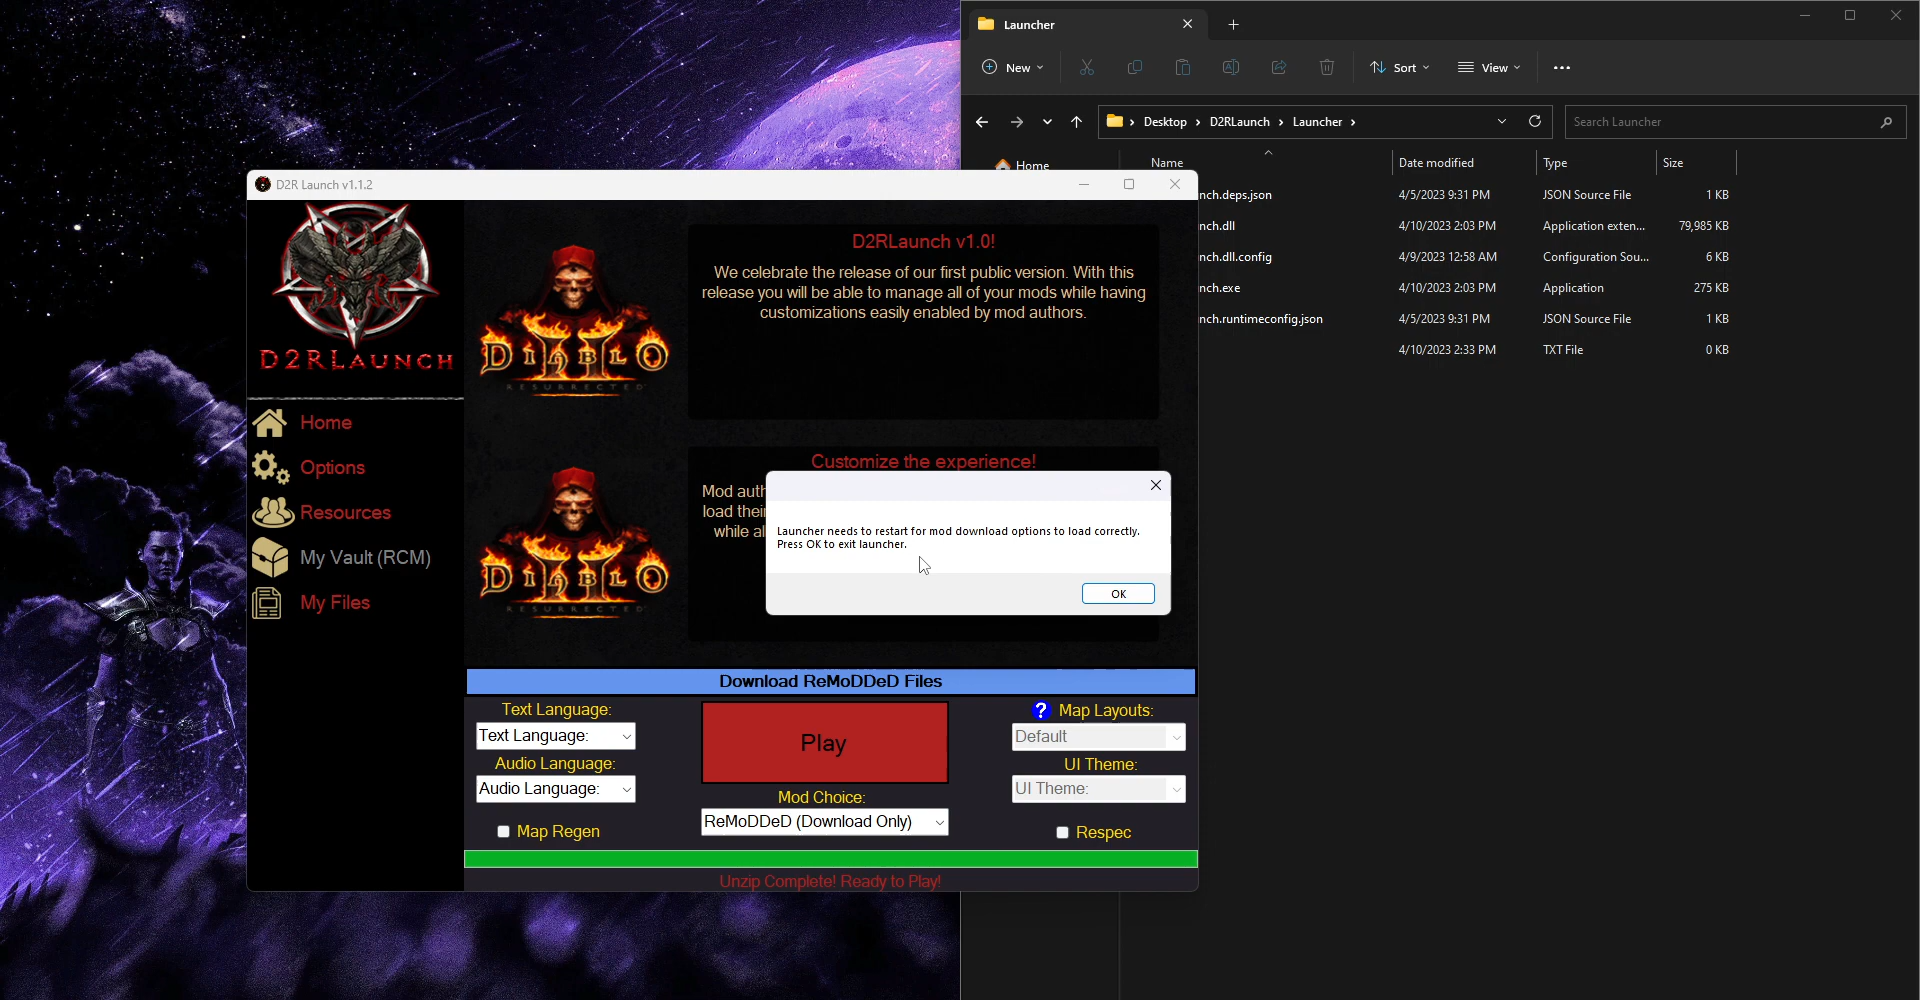 Launcher
New
Sort
View
Desktop
D2RLaunch
Launcher
Search Launcher
Home
Name
Date modified
Type
Size
nch.deps.json
4/5/2023 9:31 PM
JSON Source File
1 KB
nch.dll
4/10/2023 2:03 PM
Application exten...
79,985 KB
nch.dll.config
4/9/2023 12:58 AM
Configuration Sou...
6 KB
nch.exe
4/10/2023 2:03 PM
Application
275 KB
nch.runtimeconfig.json
4/5/2023 9:31 PM
JSON Source File
1 KB
4/10/2023 2:33 PM
TXT File
0 KB
D2R Launch v1.1.2
D2RLAUNCH
Home
Options
Resources
My Vault (RCM)
My Files
DIABLO
II
RESURRECTED
D2RLaunch v1.0!
We celebrate the release of our first public version. With this
release you will be able to manage all of your mods while having
customizations easily enabled by mod authors.
DIABLO
II
RESURRECTED
Customize the experience!
Mod auth
load their
while al
Launcher needs to restart for mod download options to load correctly.
Press OK to exit launcher.
OK
Download ReMoDDeD Files
Text Language:
Text Language:
Audio Language:
Audio Language:
Map Regen
Play
Mod Choice:
ReMoDDeD (Download Only)
? Map Layouts:
Default
UI Theme:
UI Theme:
Respec
Unzip Complete! Ready to Play!